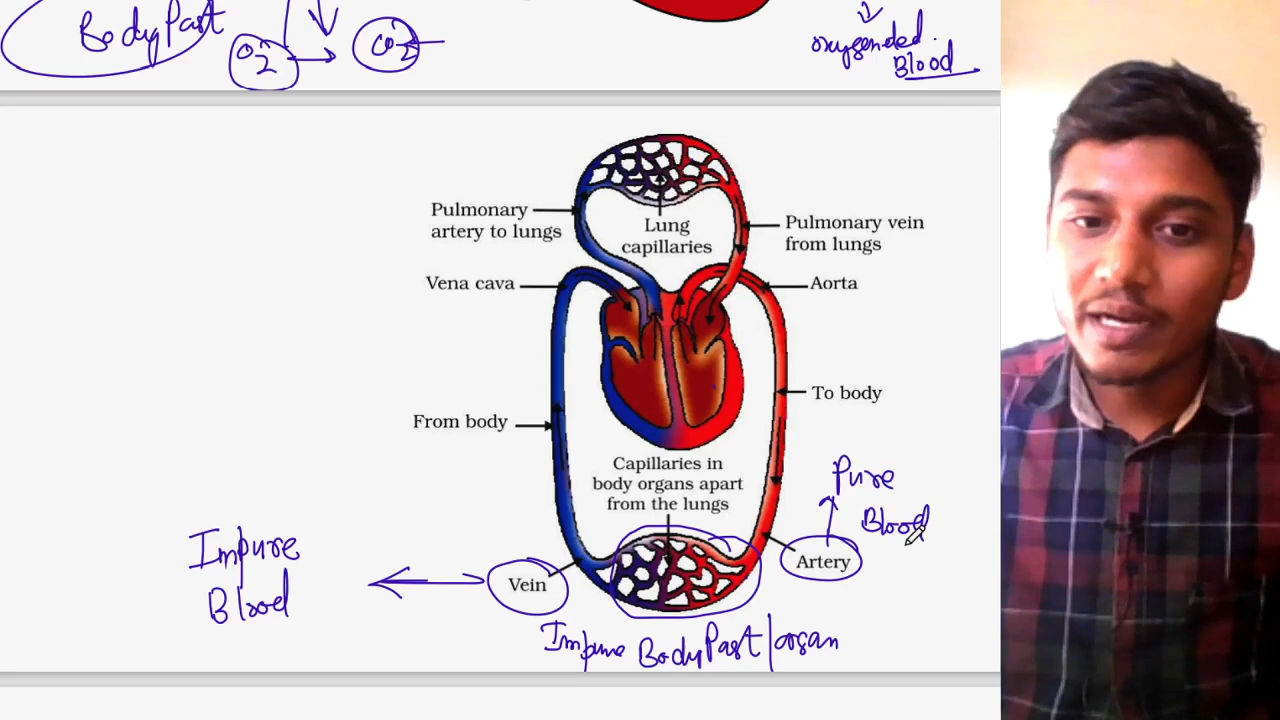 Body Part
O2
CO2
oxygended
Blood
Pulmonary
artery to lungs
Lung
capillaries
Pulmonary vein
from lungs
Vena cava
Aorta
To body
From body
Capillaries in
body organs apart
from the lungs
Pure
Blood
Impure
Blood
Vein
Artery
Impure Body Part/organ